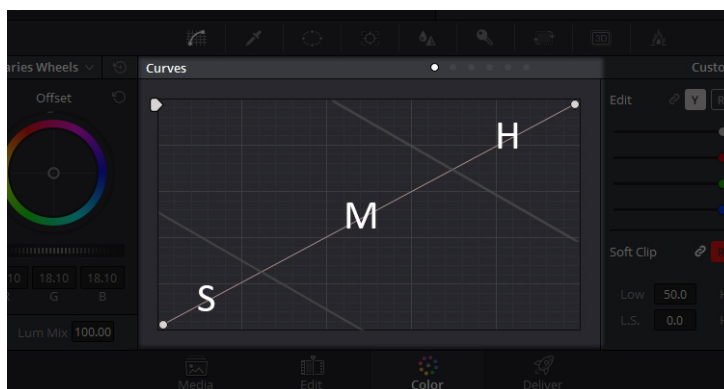 3D
aries Wheels
Curves
Custo
Offset
Edit
Y
R
H
M
S
Soft Clip
10 18.10 18.10
R G B
Low 50.0
L.S. 0.0
Lum Mix 100.00
Media Edit Color Deliver